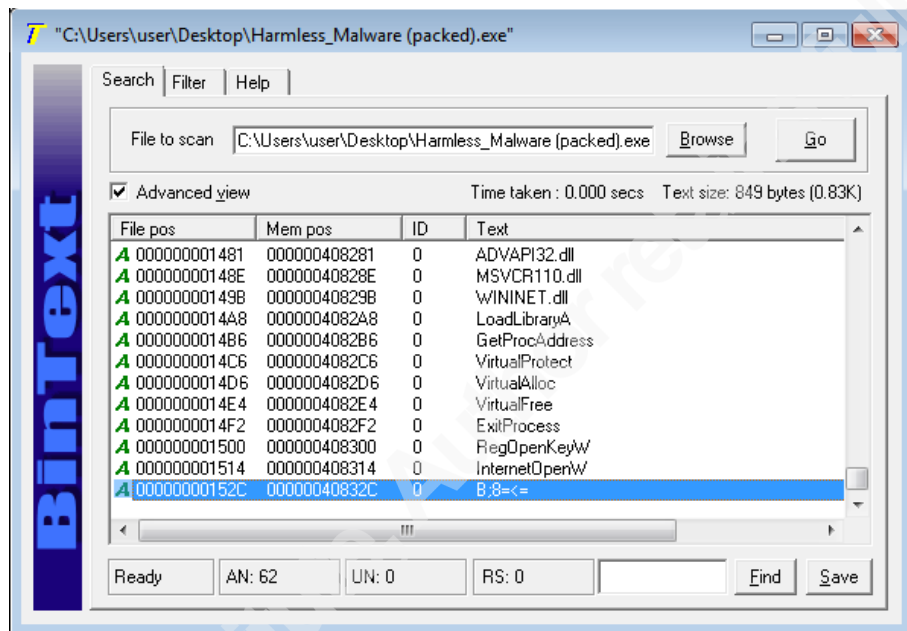 "C:\Users\user\Desktop\Harmless_Malware (packed).exe"
Search Filter Help
File to scan C:\Users\user\Desktop\Harmless_Malware (packed).exe Browse Go
Advanced view Time taken : 0.000 secs Text size: 849 bytes (0.83K)
File pos Mem pos ID Text
A 000000001481 000000408281 0 ADVAPI32.dll
A 00000000148E 00000040828E 0 MSVCR110.dll
A 00000000149B 00000040829B 0 WININET.dll
A 0000000014A8 0000004082A8 0 LoadLibraryA
A 0000000014B6 0000004082B6 0 GetProcAddress
A 0000000014C6 0000004082C6 0 VirtualProtect
A 0000000014D6 0000004082D6 0 VirtualAlloc
A 0000000014E4 0000004082E4 0 VirtualFree
A 0000000014F2 0000004082F2 0 ExitProcess
A 000000001500 000000408300 0 RegOpenKeyW
A 000000001514 000000408314 0 InternetOpenW
A 00000000152C 00000040832C 0 B;8=<=
Ready AN: 62 UN: 0 RS: 0 Find Save
BinText